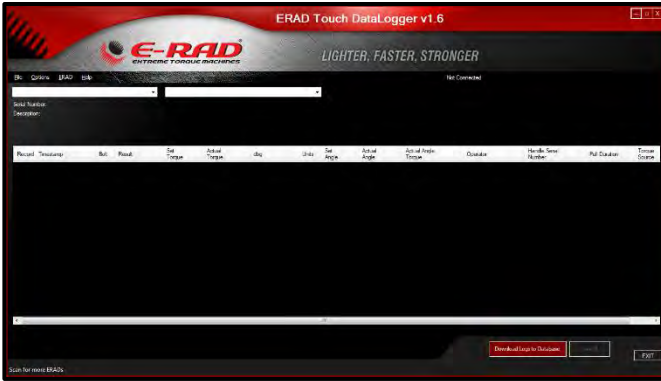 ERAD Touch DataLogger v1.6
E-RAD
EXTREME TORQUE MACHINES
LIGHTER, FASTER, STRONGER
File Options ERAD Help
Not Connected
Serial Number:
Description:
Record Timestamp Bolt Result Set Torque Actual Torque Units Set Angle Actual Angle Actual Angle Torque Operator Handle Serial Number Pull Duration Torque Source
Download Logs to Database
EXIT
Scan for more ERADs